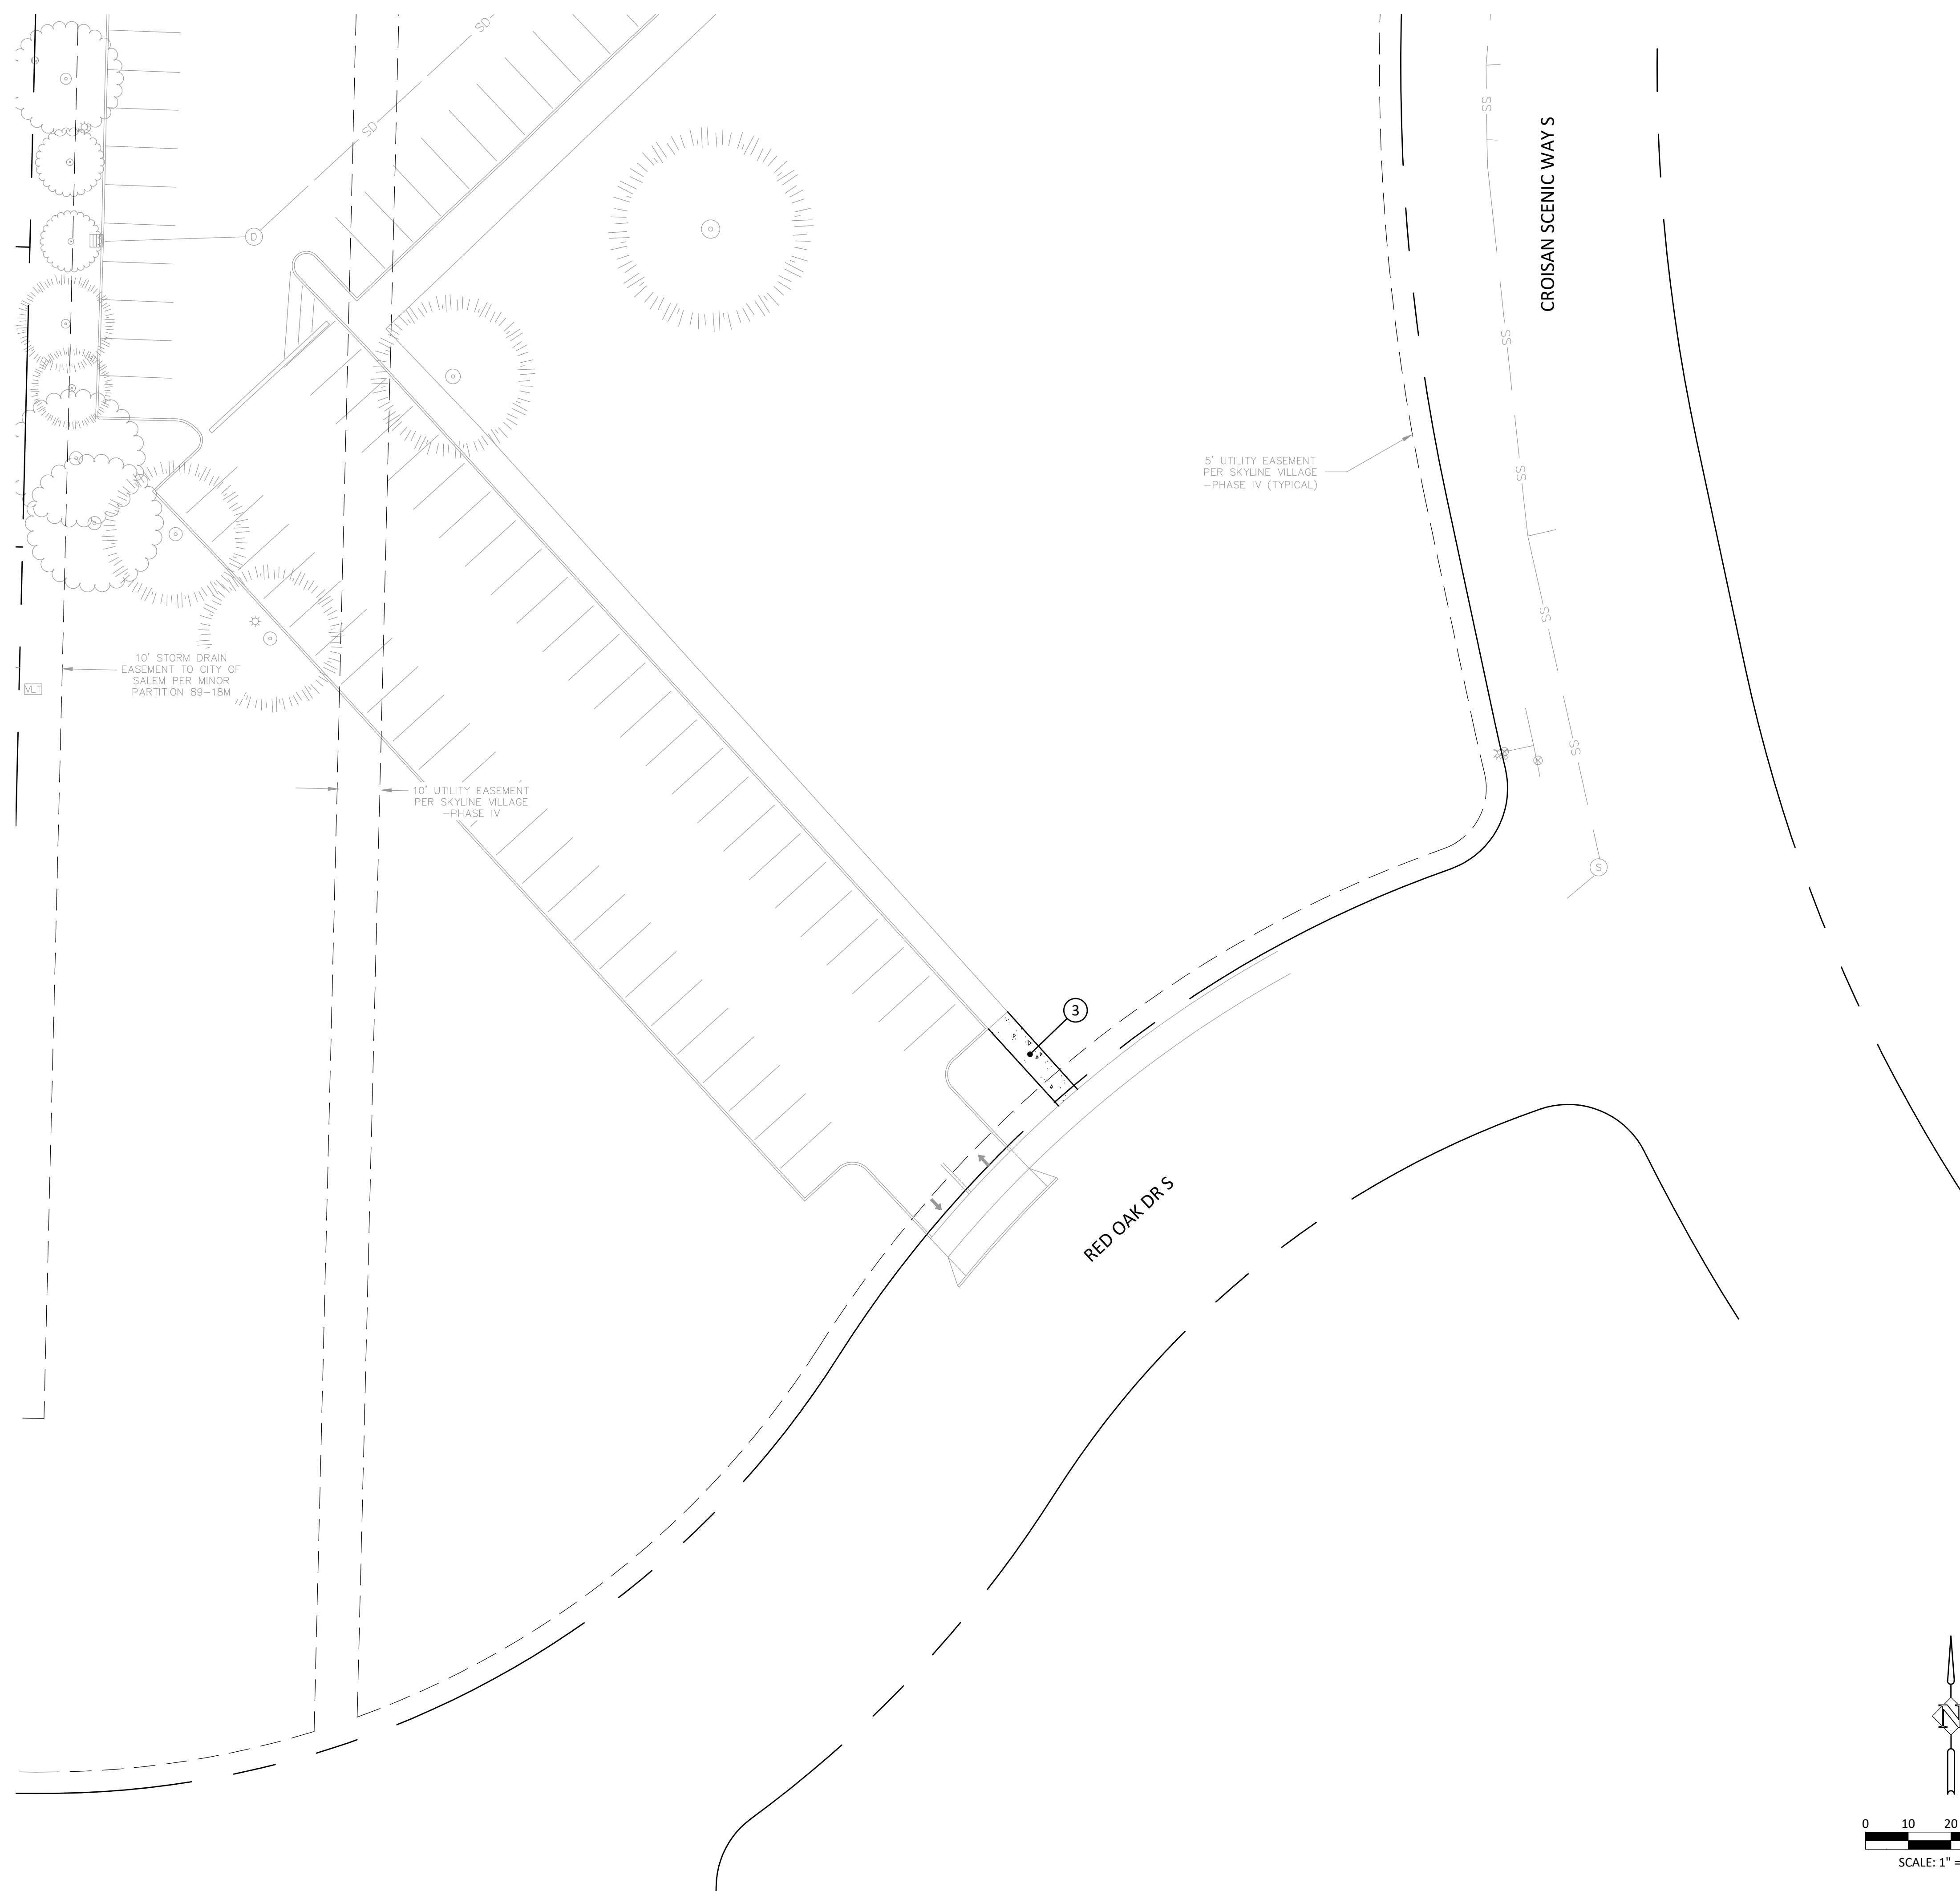 SD
SD
D
CROISAN SCENIC WAY S
SS
SS
SS
SS
SS
S
5' UTILITY EASEMENT
PER SKYLINE VILLAGE
-PHASE IV (TYPICAL)
10' STORM DRAIN
EASEMENT TO CITY OF
SALEM PER MINOR
PARTITION 89-18M
VLT
10' UTILITY EASEMENT
PER SKYLINE VILLAGE
-PHASE IV
3
RED OAK DR S
N
0 10 20
SCALE: 1" =